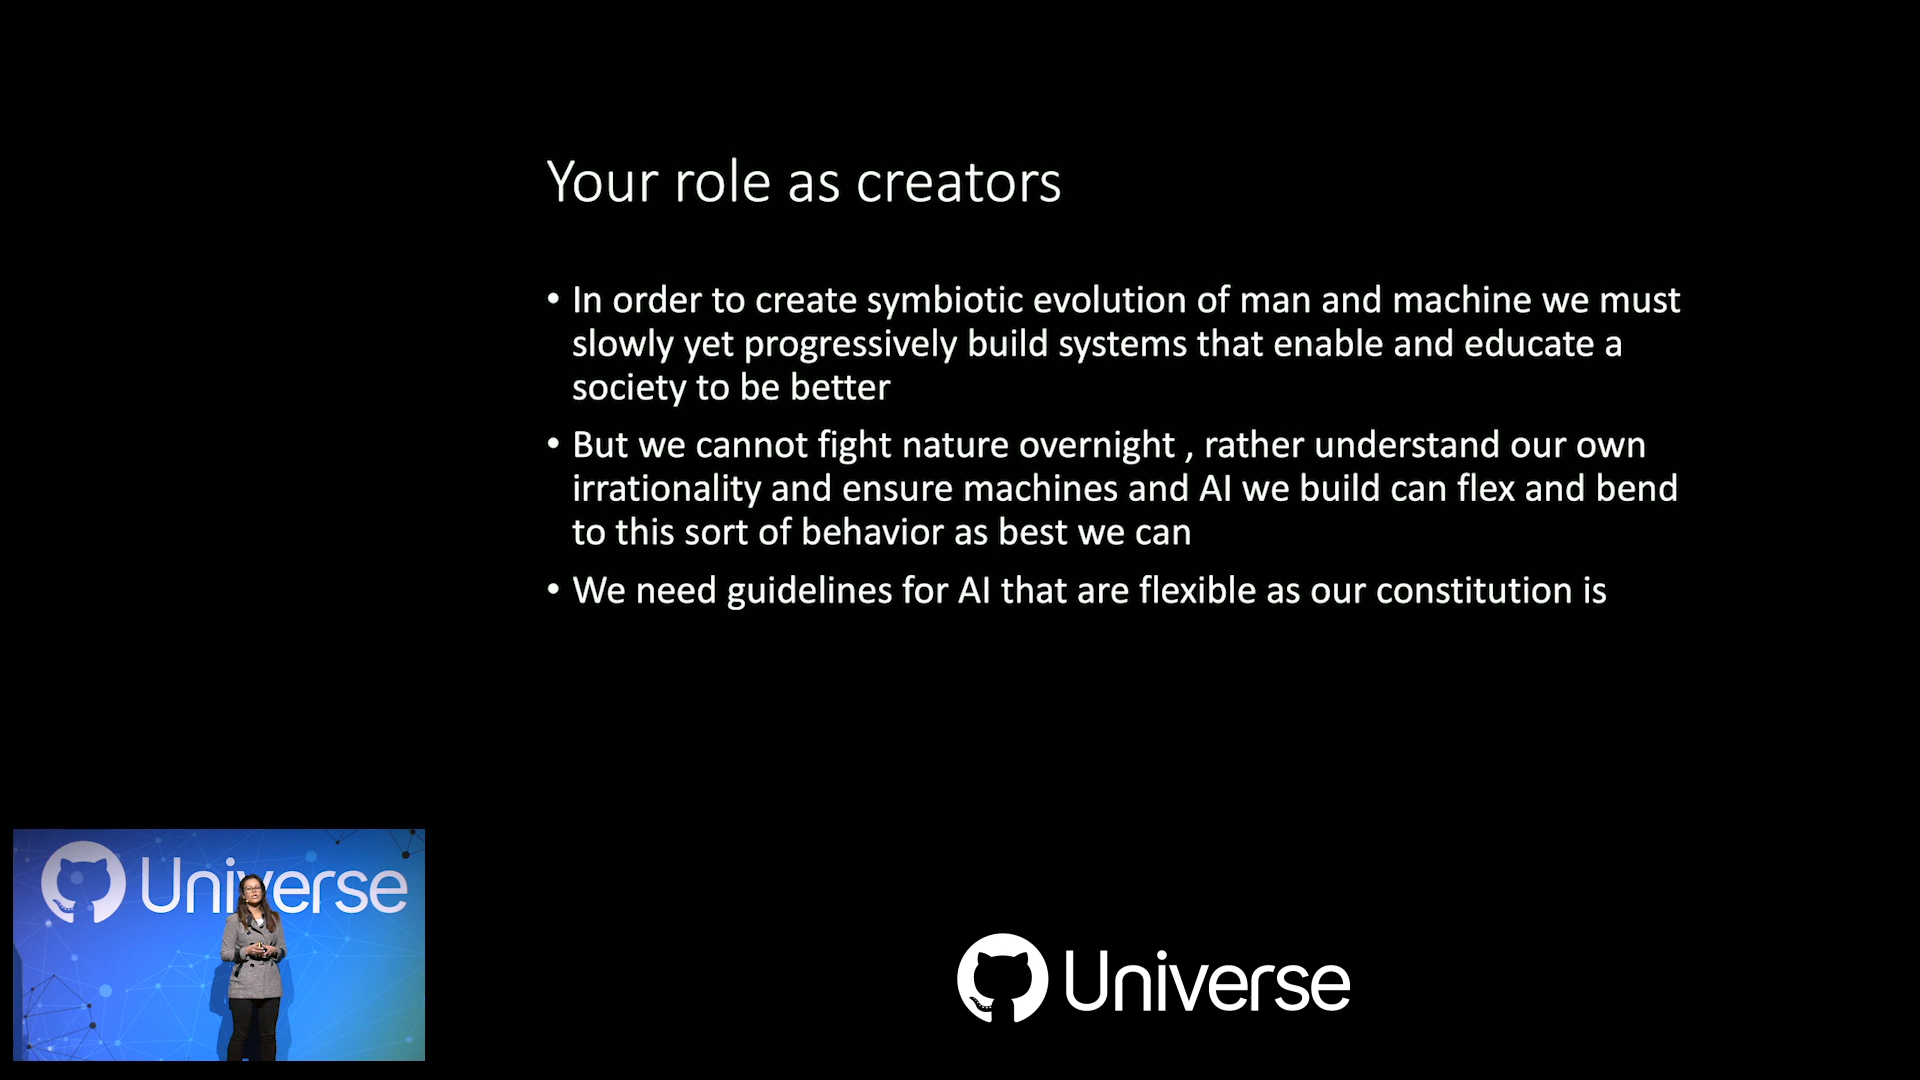 Your role as creators
• In order to create symbiotic evolution of man and machine we must
slowly yet progressively build systems that enable and educate a
society to be better
• But we cannot fight nature overnight , rather understand our own
irrationality and ensure machines and AI we build can flex and bend
to this sort of behavior as best we can
• We need guidelines for AI that are flexible as our constitution is
Universe
Universe